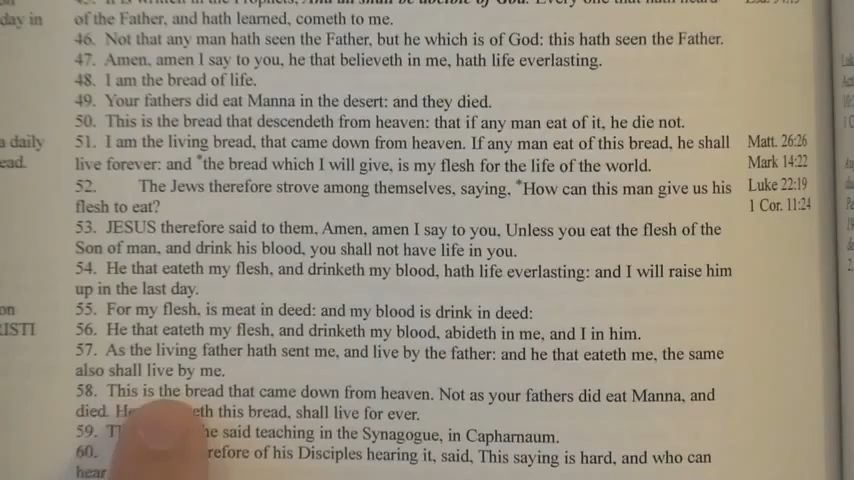 of the Father, and hath learned, cometh to me.
46. Not that any man hath seen the Father, but he which is of God: this hath seen the Father.
47. Amen, amen I say to you, he that believeth in me, hath life everlasting.
48. I am the bread of life.
49. Your fathers did eat Manna in the desert: and they died.
50. This is the bread that descendeth from heaven: that if any man eat of it, he die not.
51. I am the living bread, that came down from heaven. If any man eat of this bread, he shall
live forever: and *the bread which I will give, is my flesh for the life of the world.
52. The Jews therefore strove among themselves, saying, *How can this man give us his
flesh to eat?
53. JESUS therefore said to them, Amen, amen I say to you, Unless you eat the flesh of the
Son of man, and drink his blood, you shall not have life in you.
54. He that eateth my flesh, and drinketh my blood, hath life everlasting: and I will raise him
up in the last day.
55. For my flesh, is meat in deed: and my blood is drink in deed:
56. He that eateth my flesh, and drinketh my blood, abideth in me, and I in him.
57. As the living father hath sent me, and live by the father: and he that eateth me, the same
also shall live by me.
58. This is the bread that came down from heaven. Not as your fathers did eat Manna, and
died. eth this bread, shall live for ever.
59. he said teaching in the Synagogue, in Capharnaum.
60. refore of his Disciples hearing it, said, This saying is hard, and who can
hear
day in
a daily
ead.
on
RISTI
Matt. 26:26
Mark 14:22
Luke 22:19
1 Cor. 11:24